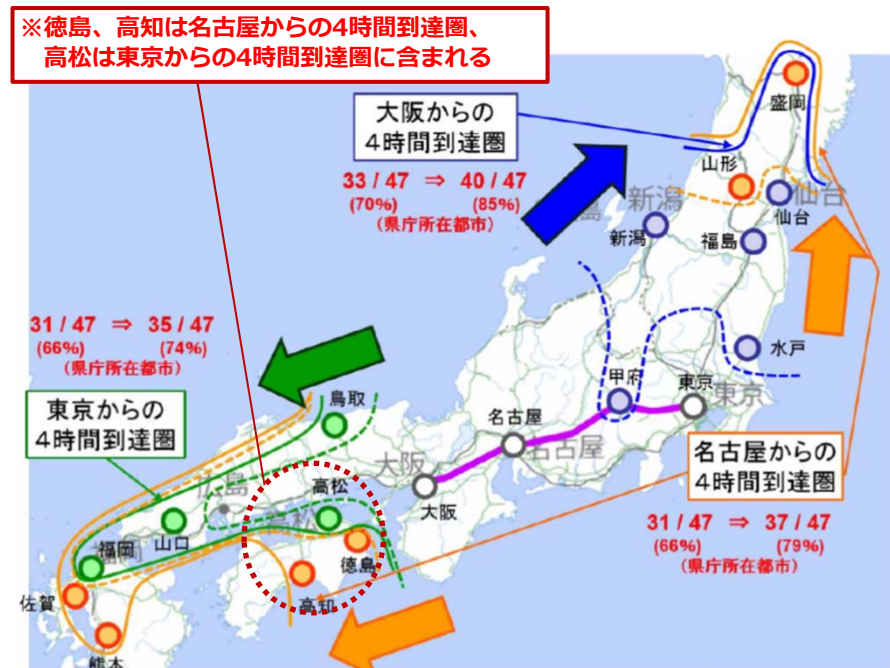 ※徳島、高知は名古屋からの4時間到達圏、
高松は東京からの4時間到達圏に含まれる
大阪からの
4時間到達圏
33 / 47 ⇒ 40 / 47
(70%) (85%)
(県庁所在都市)
盛岡
山形
仙台
仙台
新潟
新潟
福島
水戸
31 / 47 ⇒ 35 / 47
(66%) (74%)
(県庁所在都市)
東京からの
4時間到達圏
鳥取
甲府
東京
東京
名古屋
名古屋
大阪
大阪
名古屋からの
4時間到達圏
31 / 47 ⇒ 37 / 47
(66%) (79%)
(県庁所在都市)
広島
高松
高松
山口
福岡
福岡
徳島
高知
佐賀
熊本